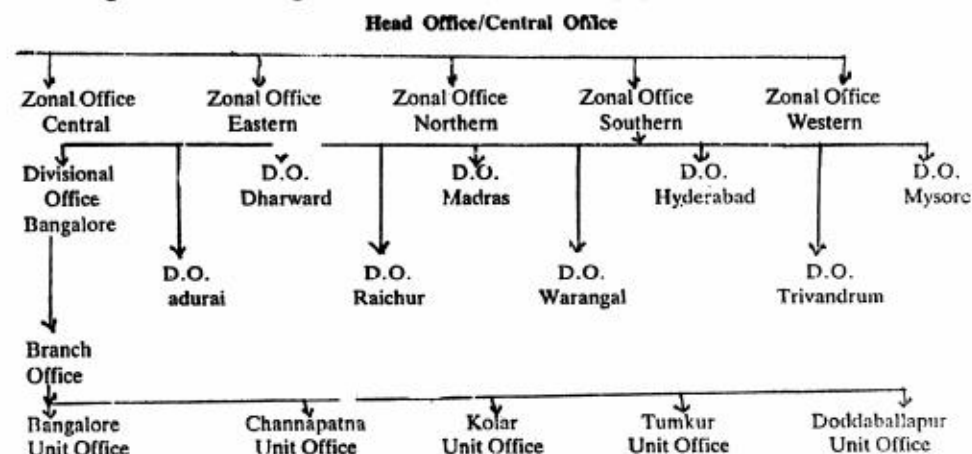 Head Office/Central Office
Zonal Office Central
Zonal Office Eastern
Zonal Office Northern
Zonal Office Southern
Zonal Office Western
Divisional Office Bangalore
D.O. Dharward
D.O. Madras
D.O. Hyderabad
D.O. Mysore
D.O. adurai
D.O. Raichur
D.O. Warangal
D.O. Trivandrum
Branch Office
Bangalore Unit Office
Channapatna Unit Office
Kolar Unit Office
Tumkur Unit Office
Doddaballapur Unit Office